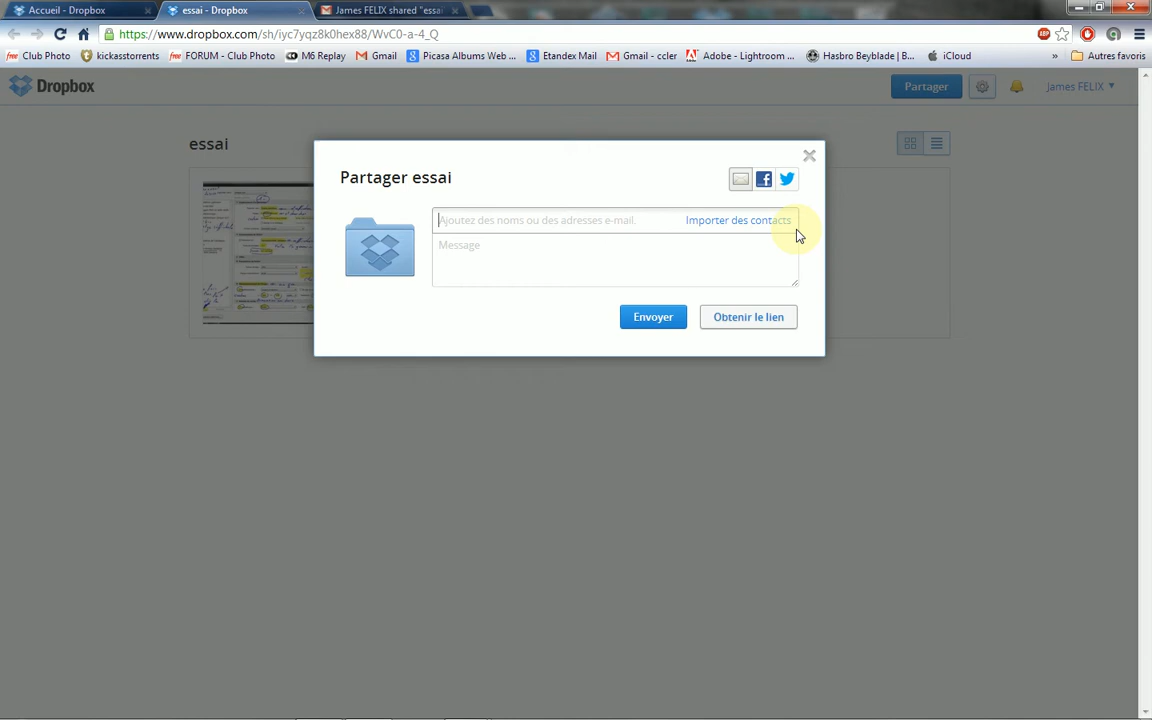 Accueil - Dropbox
essai - Dropbox
James FELIX shared "essa
https://www.dropbox.com/sh/iyc7yqz8k0hex88/WvC0-a-4_Q
ABP
Club Photo
kickasstorrents
FORUM - Club Photo
M6 Replay
Gmail
Picasa Albums Web ...
Etandex Mail
Gmail - ccler
Adobe - Lightroom ...
Hasbro Beyblade | B...
iCloud
»
Autres favoris
Dropbox
Partager
James FELIX
essai
Partager essai
Ajoutez des noms ou des adresses e-mail.
Importer des contacts
Message
Envoyer
Obtenir le lien